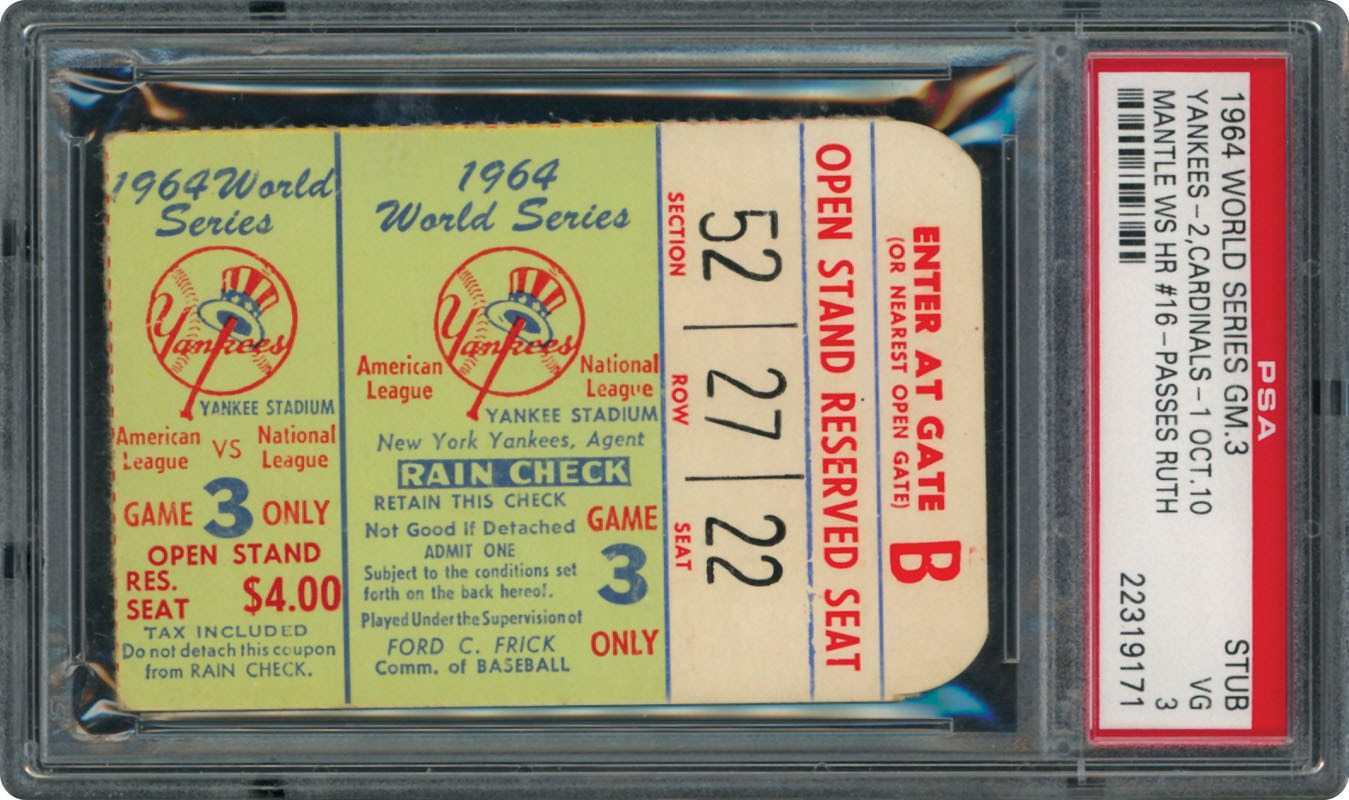 1964 World
Series
Yankees
YANKEE STADIUM
American
League
VS
National
League
GAME 3 ONLY
OPEN STAND
RES.
SEAT
$4.00
TAX INCLUDED
Do not detach this coupon
from RAIN CHECK.
1964
World Series
Yankees
American
League
National
League
YANKEE STADIUM
New York Yankees, Agent
RAIN CHECK
RETAIN THIS CHECK
Not Good If Detached
ADMIT ONE
Subject to the conditions set
forth on the back hereof.
Played Under the Supervision of
FORD C. FRICK
Comm. of BASEBALL
GAME
3
ONLY
SECTION ROW SEAT
52 27 22
OPEN STAND RESERVED SEAT
ENTER AT GATE B
(OR NEAREST OPEN GATE)
PSA
1964 WORLD SERIES GM.3 STUB
YANKEES-2,CARDINALS-1 OCT.10 VG
MANTLE WS HR #16-PASSES RUTH 3
22319171